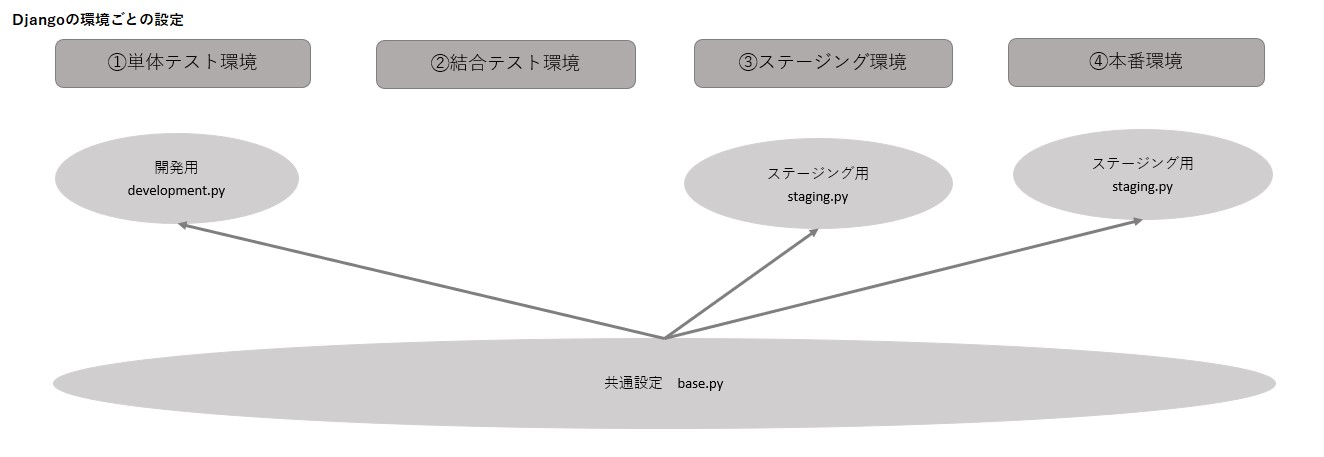 Djangoの環境ごとの設定
①単体テスト環境
②結合テスト環境
③ステージング環境
④本番環境
開発用
development.py
ステージング用
staging.py
ステージング用
staging.py
共通設定　base.py